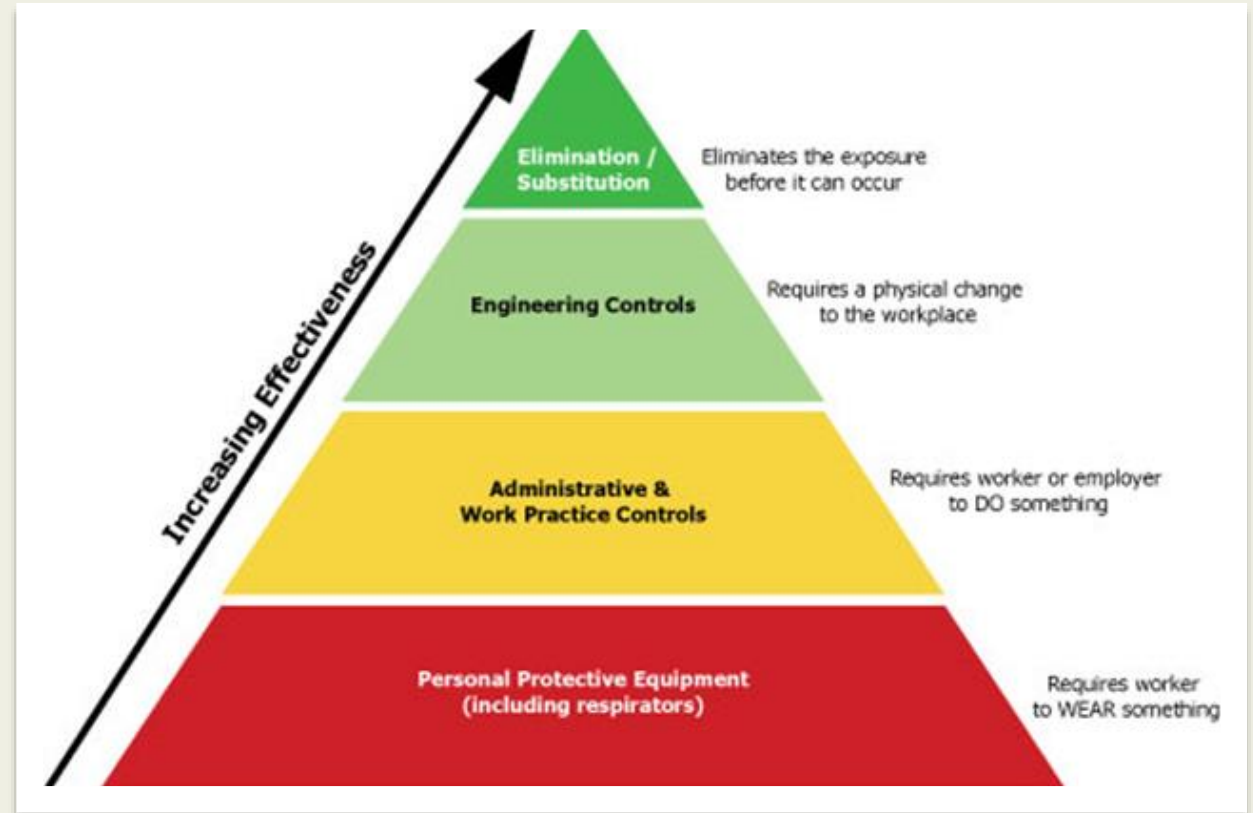 Increasing Effectiveness
Elimination /
Substitution
Eliminates the exposure
before it can occur
Engineering Controls
Requires a physical change
to the workplace
Administrative &
Work Practice Controls
Requires worker or employer
to DO something
Personal Protective Equipment
(including respirators)
Requires worker
to WEAR something